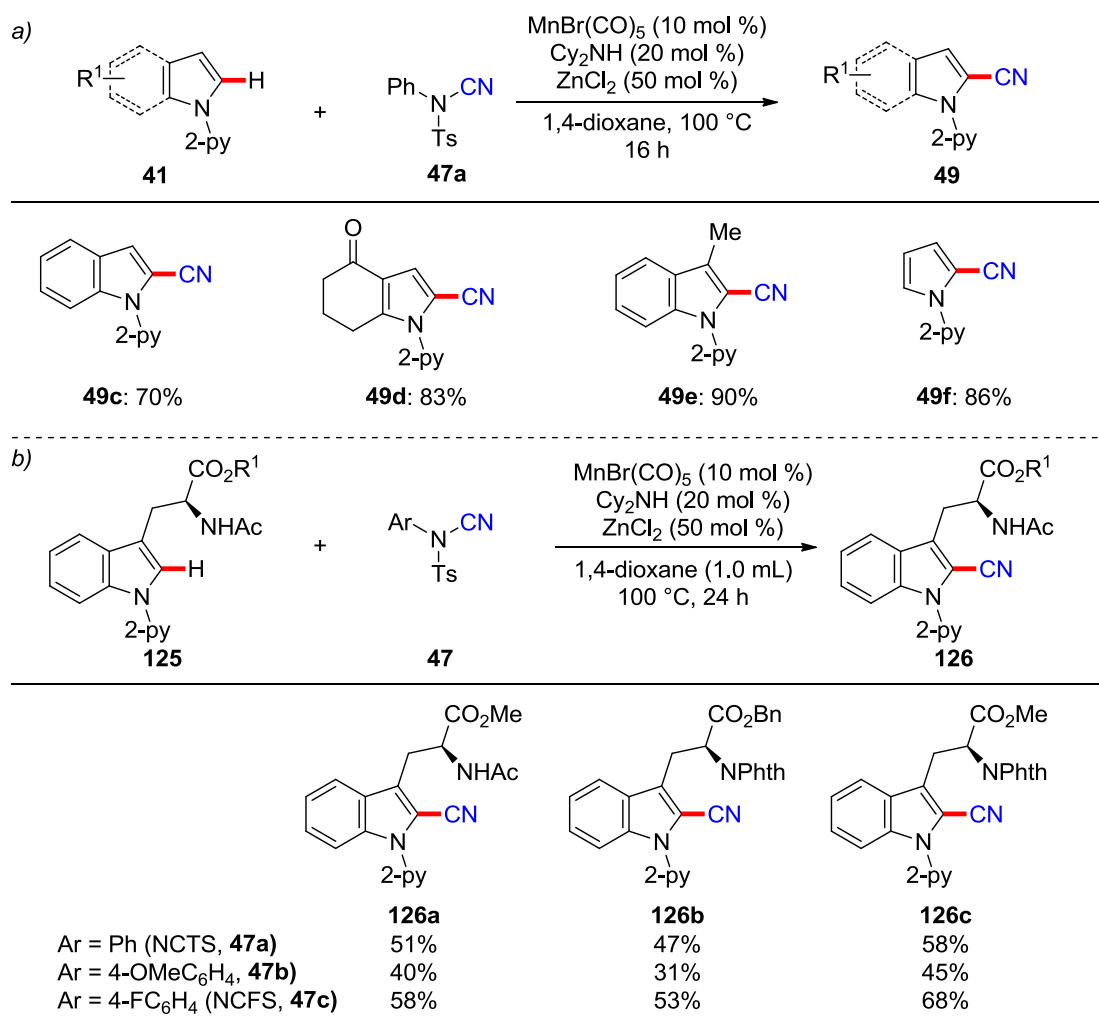 a)
MnBr(CO)₅ (10 mol %)
Cy₂NH (20 mol %)
ZnCl₂ (50 mol %)
1,4-dioxane, 100 °C
16 h
R¹
H
N
2-py
41
+
Ph
N
CN
Ts
47a
R¹
CN
N
2-py
49
CN
N
2-py
49c: 70%
O
CN
N
2-py
49d: 83%
Me
CN
N
2-py
49e: 90%
CN
N
2-py
49f: 86%
b)
CO₂R¹
NHAc
H
N
2-py
125
+
Ar
N
CN
Ts
47
MnBr(CO)₅ (10 mol %)
Cy₂NH (20 mol %)
ZnCl₂ (50 mol %)
1,4-dioxane (1.0 mL)
100 °C, 24 h
CO₂R¹
NHAc
CN
N
2-py
126
CO₂Me
NHAc
CN
N
2-py
126a
CO₂Bn
NPhth
CN
N
2-py
126b
CO₂Me
NPhth
CN
N
2-py
126c
Ar = Ph (NCTS, 47a) 51% 47% 58%
Ar = 4-OMeC₆H4, 47b) 40% 31% 45%
Ar = 4-FC₆H4 (NCFS, 47c) 58% 53% 68%